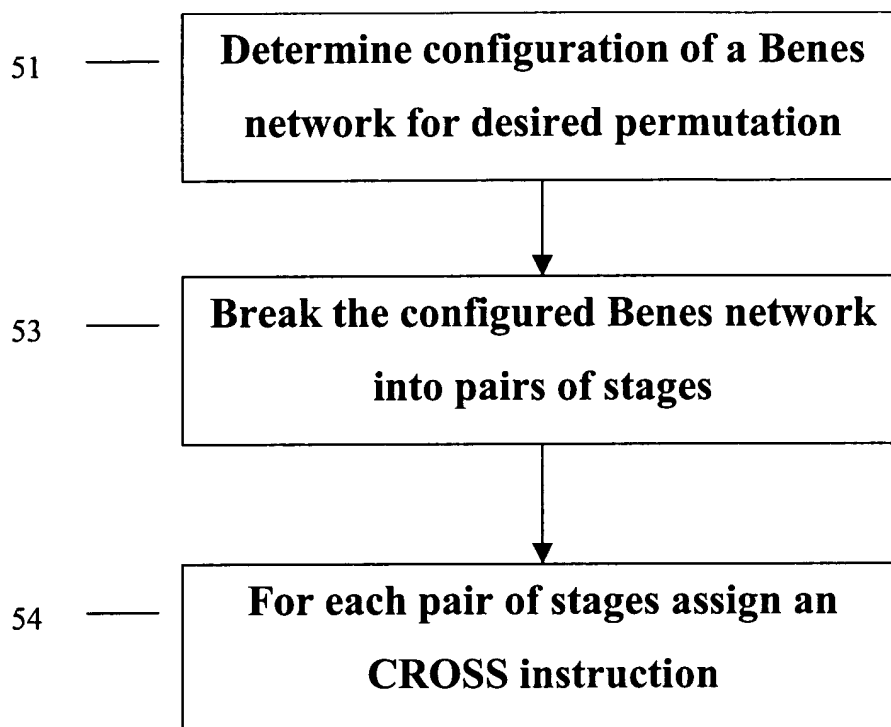 51
Determine configuration of a Benes
network for desired permutation
53
Break the configured Benes network
into pairs of stages
54
For each pair of stages assign an
CROSS instruction